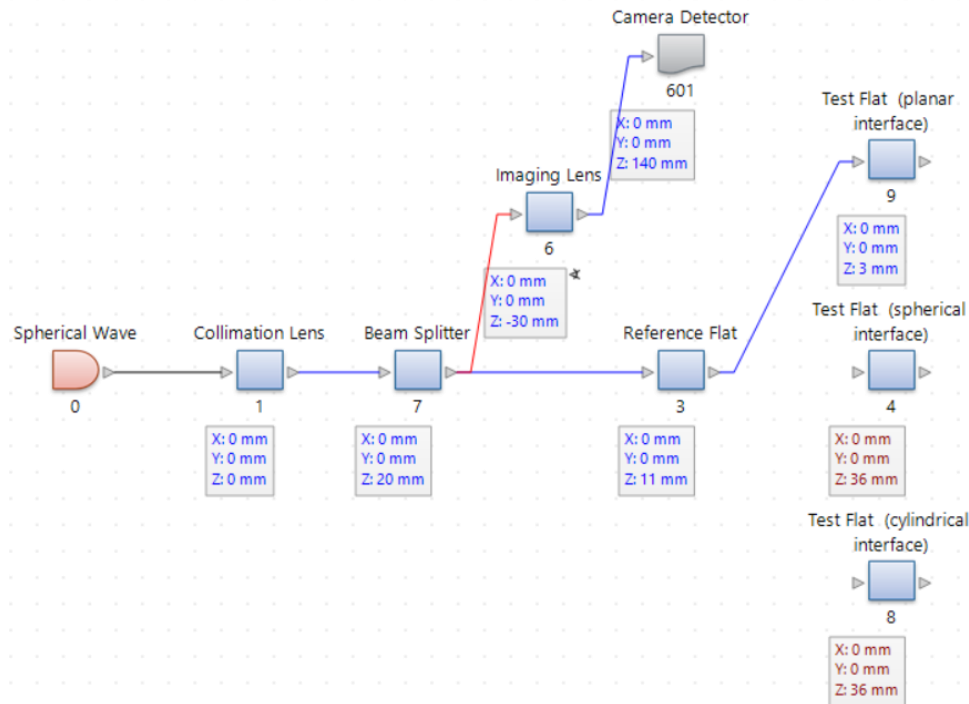 Camera Detector
601
X: 0 mm
Y: 0 mm
Z: 140 mm
Test Flat (planar
interface)
9
X: 0 mm
Y: 0 mm
Z: 3 mm
Imaging Lens
6
X: 0 mm
Y: 0 mm
Z: -30 mm
Spherical Wave
0
Collimation Lens
1
X: 0 mm
Y: 0 mm
Z: 0 mm
Beam Splitter
7
X: 0 mm
Y: 0 mm
Z: 20 mm
Reference Flat
3
X: 0 mm
Y: 0 mm
Z: 11 mm
Test Flat (spherical
interface)
4
X: 0 mm
Y: 0 mm
Z: 36 mm
Test Flat (cylindrical
interface)
8
X: 0 mm
Y: 0 mm
Z: 36 mm